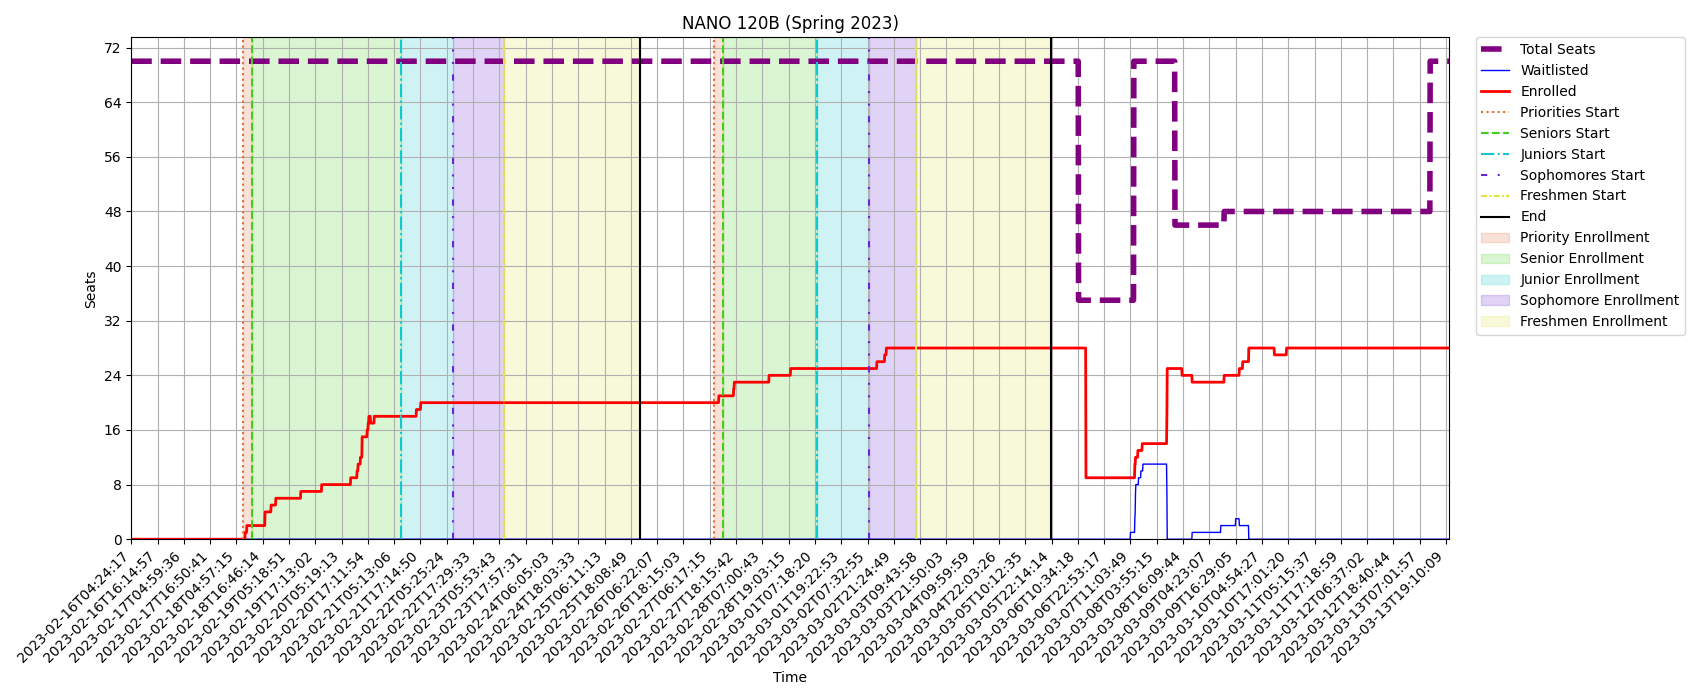 NANO 120B (Spring 2023)
72
64
56
48
40
32
24
16
8
0
Seats
2023-02-16T04:24:17
2023-02-16T16:14:57
2023-02-17T04:59:36
2023-02-17T16:50:41
2023-02-18T04:57:15
2023-02-18T16:46:14
2023-02-19T05:18:51
2023-02-19T17:13:02
2023-02-20T05:19:13
2023-02-20T17:11:54
2023-02-21T05:13:06
2023-02-21T17:14:50
2023-02-22T05:25:24
2023-02-22T17:29:33
2023-02-23T05:53:43
2023-02-23T17:57:31
2023-02-24T06:05:03
2023-02-24T18:03:33
2023-02-25T06:11:13
2023-02-25T18:08:49
2023-02-26T06:22:07
2023-02-26T18:15:03
2023-02-27T06:17:15
2023-02-27T18:15:42
2023-02-28T07:00:43
2023-02-28T19:03:15
2023-03-01T07:18:20
2023-03-01T19:22:53
2023-03-02T07:32:55
2023-03-02T21:24:49
2023-03-03T09:43:58
2023-03-03T21:50:03
2023-03-04T09:59:59
2023-03-04T22:03:26
2023-03-05T10:12:35
2023-03-05T22:14:14
2023-03-06T10:34:18
2023-03-06T22:53:17
2023-03-07T11:03:49
2023-03-08T03:55:15
2023-03-08T16:09:44
2023-03-09T04:23:07
2023-03-09T16:29:05
2023-03-10T04:54:27
2023-03-10T17:01:20
2023-03-11T05:15:37
2023-03-11T17:18:59
2023-03-12T06:37:02
2023-03-12T18:40:44
2023-03-13T07:01:57
2023-03-13T19:10:09
Time
Total Seats
Waitlisted
Enrolled
Priorities Start
Seniors Start
Juniors Start
Sophomores Start
Freshmen Start
End
Priority Enrollment
Senior Enrollment
Junior Enrollment
Sophomore Enrollment
Freshmen Enrollment